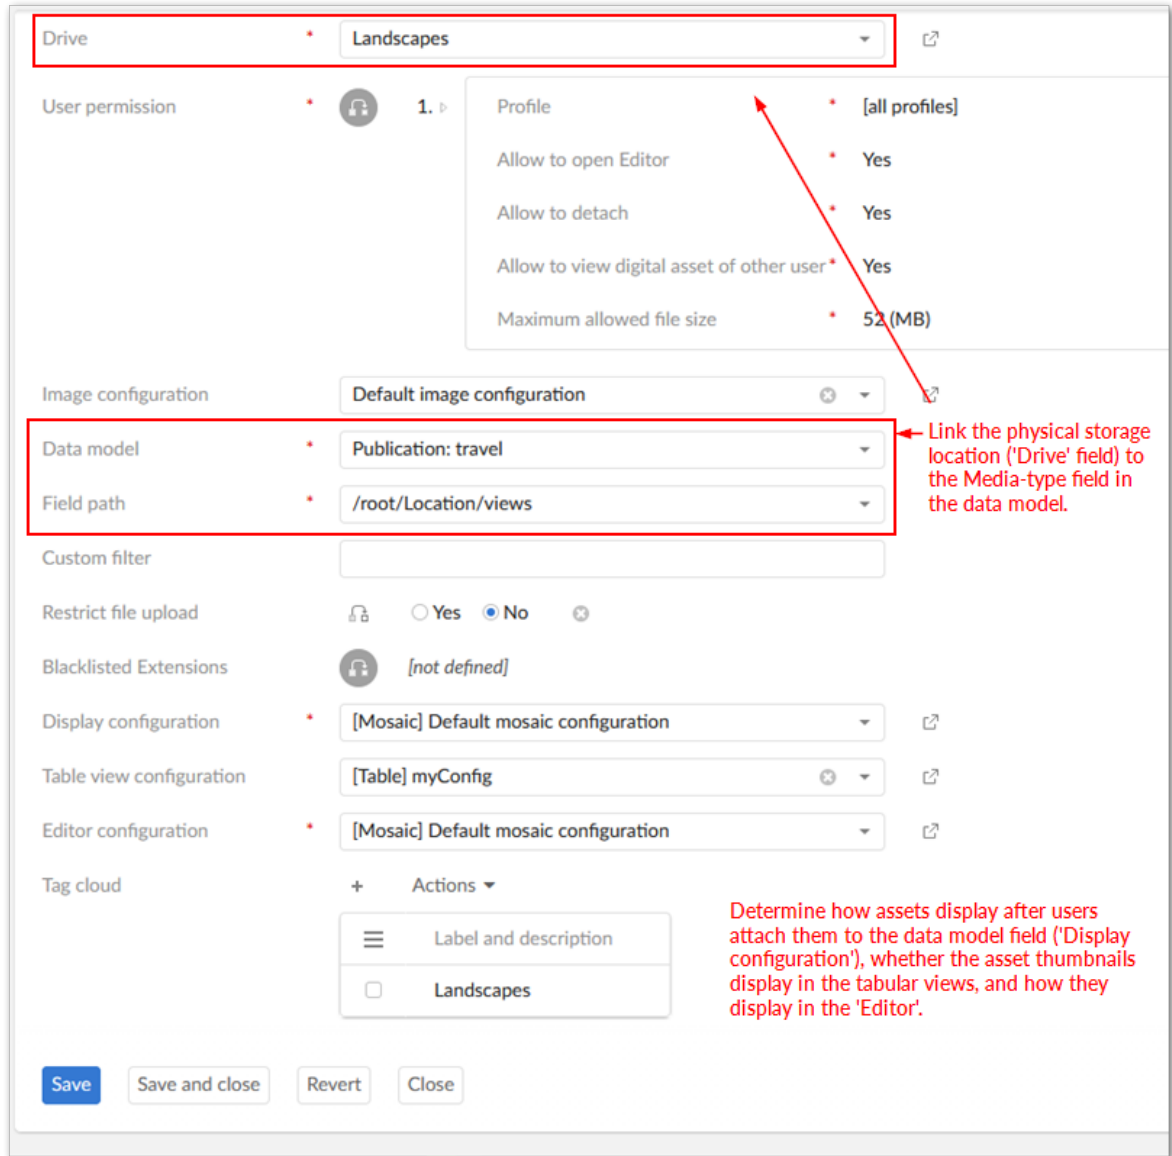 Drive * Landscapes
User permission * 1. Profile * [all profiles]
Allow to open Editor * Yes
Allow to detach * Yes
Allow to view digital asset of other user * Yes
Maximum allowed file size * 52 (MB)
Image configuration Default image configuration
Data model * Publication: travel
Field path * /root/Location/views
Link the physical storage
location ('Drive' field) to
the Media-type field in
the data model.
Custom filter
Restrict file upload Yes No
Blacklisted Extensions [not defined]
Display configuration * [Mosaic] Default mosaic configuration
Table view configuration [Table] myConfig
Editor configuration * [Mosaic] Default mosaic configuration
Tag cloud + Actions
Label and description
Landscapes
Determine how assets display after users
attach them to the data model field ('Display
configuration'), whether the asset thumbnails
display in the tabular views, and how they
display in the 'Editor'.
Save Save and close Revert Close